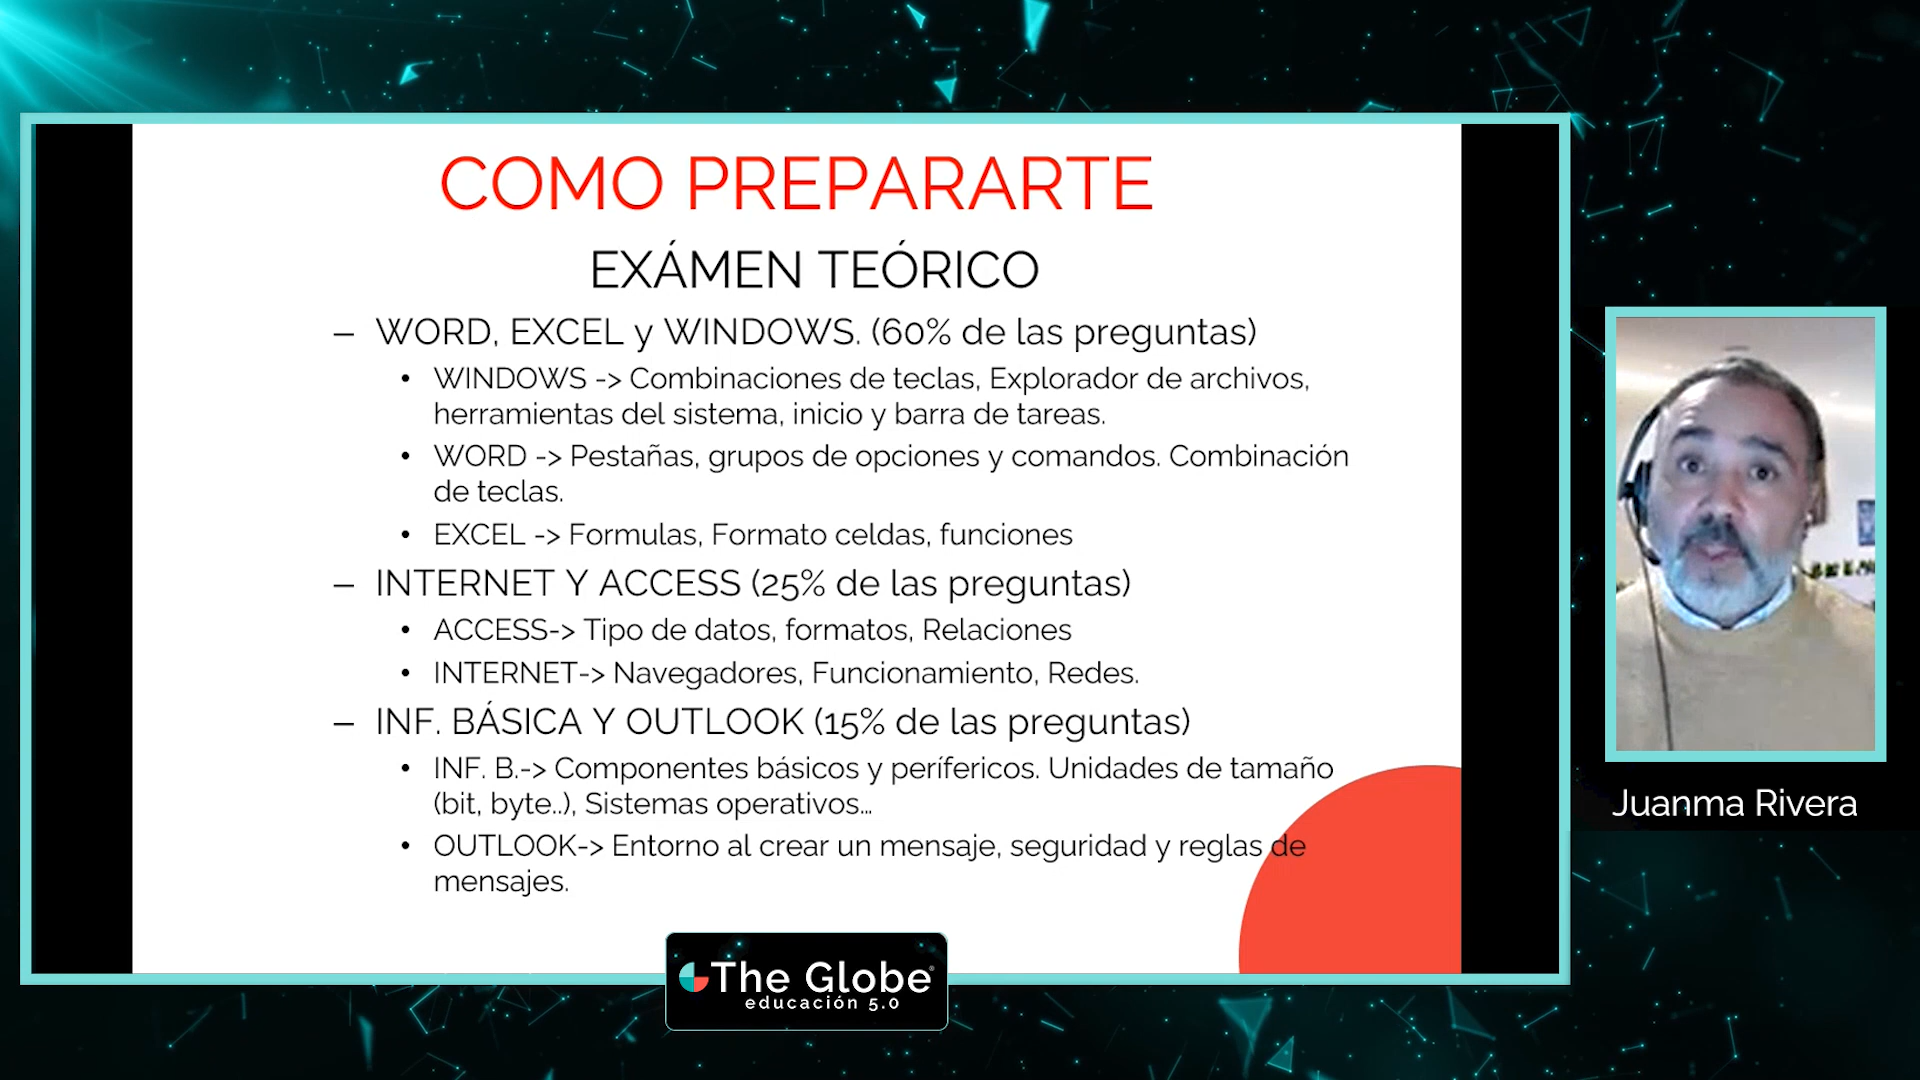 COMO PREPARARTE
EXÁMEN TEÓRICO
– WORD, EXCEL y WINDOWS. (60% de las preguntas)
• WINDOWS -> Combinaciones de teclas, Explorador de archivos,
herramientas del sistema, inicio y barra de tareas.
• WORD -> Pestañas, grupos de opciones y comandos. Combinación
de teclas.
• EXCEL -> Formulas, Formato celdas, funciones
– INTERNET Y ACCESS (25% de las preguntas)
• ACCESS-> Tipo de datos, formatos, Relaciones
• INTERNET-> Navegadores, Funcionamiento, Redes.
– INF. BÁSICA Y OUTLOOK (15% de las preguntas)
• INF. B.-> Componentes básicos y perífericos. Unidades de tamaño
(bit, byte..), Sistemas operativos...
• OUTLOOK-> Entorno al crear un mensaje, seguridad y reglas de
mensajes.
Juanma Rivera
The Globe®
educación 5.0